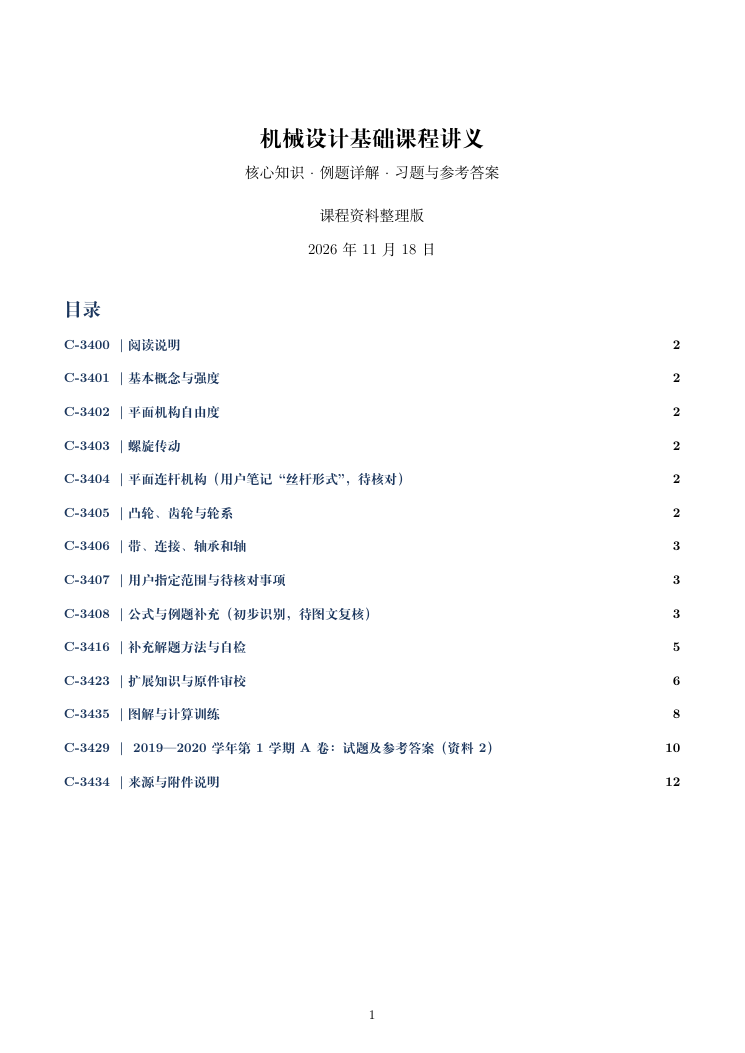 机械设计基础课程讲义
核心知识 · 例题详解 · 习题与参考答案
课程资料整理版
2026 年 11 月 18 日
目录
C-3400 | 阅读说明 2
C-3401 | 基本概念与强度 2
C-3402 | 平面机构自由度 2
C-3403 | 螺旋传动 2
C-3404 | 平面连杆机构（用户笔记 “丝杆形式”，待核对） 2
C-3405 | 凸轮、齿轮与轮系 2
C-3406 | 带、连接、轴承和轴 3
C-3407 | 用户指定范围与待核对事项 3
C-3408 | 公式与例题补充（初步识别，待图文复核） 3
C-3416 | 补充解题方法与自检 5
C-3423 | 扩展知识与原件审校 6
C-3435 | 图解与计算训练 8
C-3429 | 2019—2020 学年第 1 学期 A 卷：试题及参考答案（资料 2） 10
C-3434 | 来源与附件说明 12
1